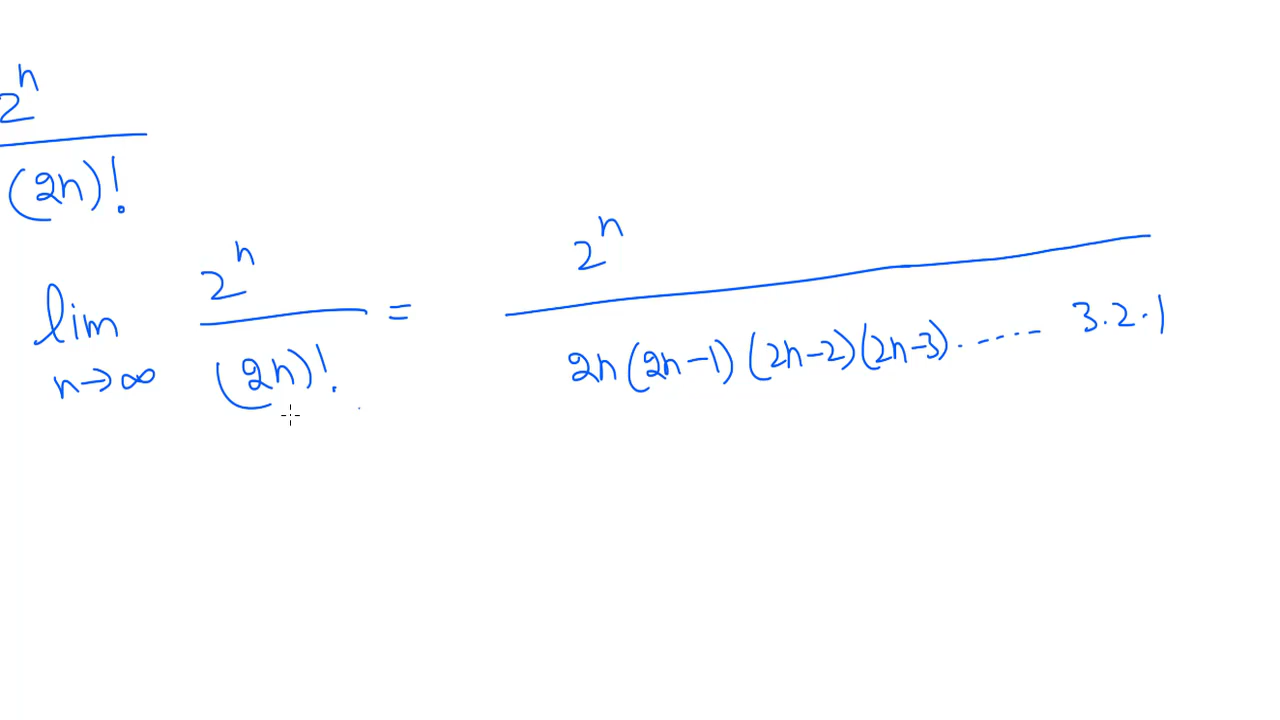 2^n
(2n)!
lim n→∞ 2^n / (2n)! = 2^n / 2n(2n-1)(2n-2)(2n-3). ----- 3.2.1